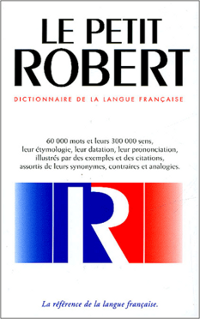 LE PETIT
ROBERT
DICTIONNAIRE DE LA LANGUE FRANÇAISE
60 000 mots et leurs 300 000 sens,
leur étymologie, leur datation, leur prononciation,
illustrés par des exemples et des citations,
assortis de leurs synonymes, contraires et analogies.
R
La référence de la langue française.